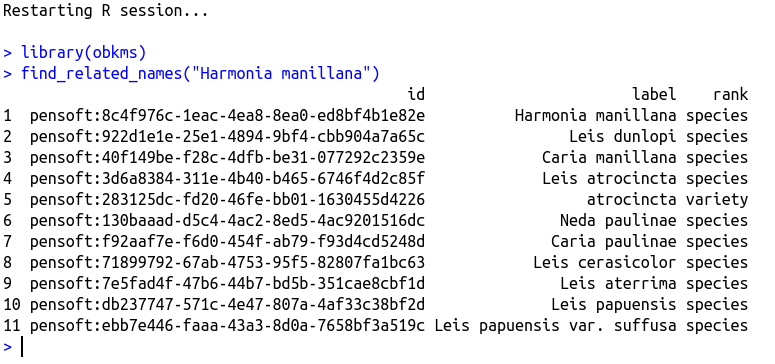 Restarting R session...
> library(obkms)
> find_related_names("Harmonia manillana")
id label rank
1 pensoft:8c4f976c-1eac-4ea8-8ea0-ed8bf4b1e82e Harmonia manillana species
2 pensoft:922d1e1e-25e1-4894-9bf4-cbb904a7a65c Leis dunlopi species
3 pensoft:40f149be-f28c-4dfb-be31-077292c2359e Caria manillana species
4 pensoft:3d6a8384-311e-4b40-b465-6746f4d2c85f Leis atrocincta species
5 pensoft:283125dc-fd20-46fe-bb01-1630455d4226 atrocincta variety
6 pensoft:130baaad-d5c4-4ac2-8ed5-4ac9201516dc Neda paulinae species
7 pensoft:f92aaf7e-f6d0-454f-ab79-f93d4cd5248d Caria paulinae species
8 pensoft:71899792-67ab-4753-95f5-82807fa1bc63 Leis cerasicolor species
9 pensoft:7e5fad4f-47b6-44b7-bd5b-351cae8cbf1d Leis aterrima species
10 pensoft:db237747-571c-4e47-807a-4af33c38bf2d Leis papuensis species
11 pensoft:ebb7e446-faaa-43a3-8d0a-7658bf3a519c Leis papuensis var. suffusa species
>